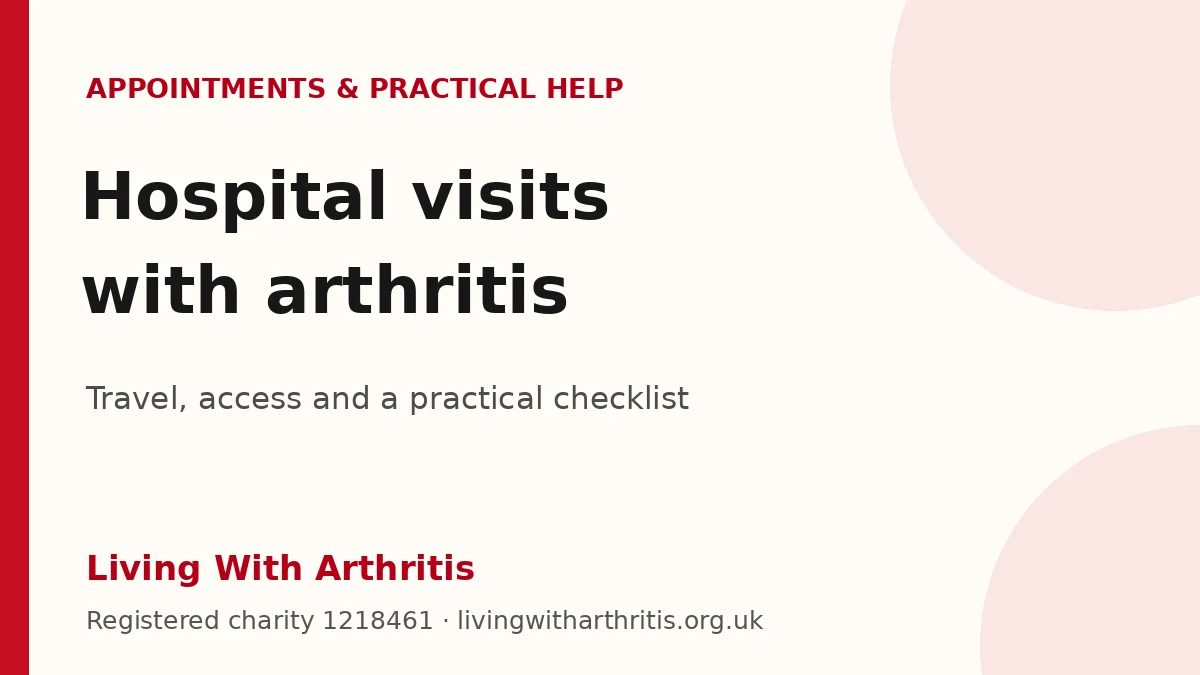 APPOINTMENTS & PRACTICAL HELP
Hospital visits
with arthritis
Travel, access and a practical checklist
Living With Arthritis
Registered charity 1218461 · livingwitharthritis.org.uk